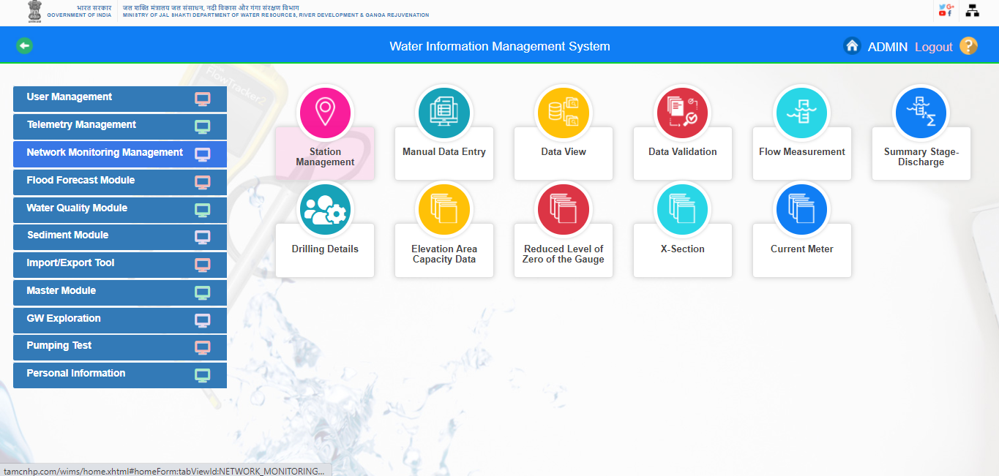 भारत सरकार
GOVERNMENT OF INDIA
जल शक्ति मंत्रालय जल संसाधन, नदी विकास और गंगा संरक्षण विभाग
MINISTRY OF JAL SHAKTI DEPARTMENT OF WATER RESOURCES, RIVER DEVELOPMENT & GANGA REJUVENATION
Water Information Management System
ADMIN Logout ?
FlowTracker2
User Management
Telemetry Management
Network Monitoring Management
Flood Forecast Module
Water Quality Module
Sediment Module
Import/Export Tool
Master Module
GW Exploration
Pumping Test
Personal Information
Station
Management
Manual Data Entry
Data View
Data Validation
Flow Measurement
Summary Stage-
Discharge
Drilling Details
Elevation Area
Capacity Data
Reduced Level of
Zero of the Gauge
X-Section
Current Meter
tamcnhp.com/wims/home.xhtml#homeForm:tabViewId:NETWORK_MONITORING...